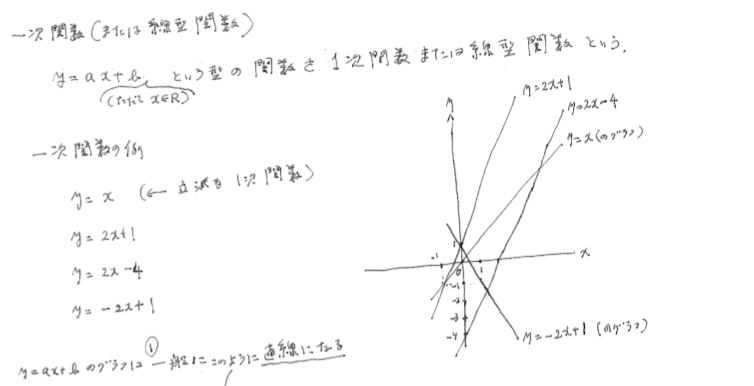 一次関数(または線型関数)
y=ax+b という型の関数を1次関数または線型関数という.
(ただし x∈R)
一次関数の例
y=x (← 立派な1次関数)
y=2x+1
y=2x-4
y=-2x+1
y=ax+bのグラフは ① 一般にこのように直線になる
y
y=2x+1
y=2x-4
y=x(のグラフ)
1
-1
0
1
x
-1
-2
-3
-4
y=-2x+1(のグラフ)